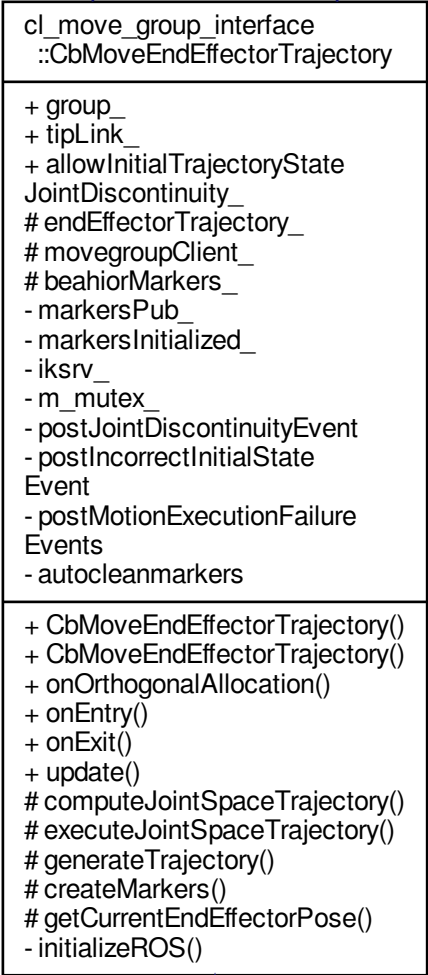 cl_move_group_interface
::CbMoveEndEffectorTrajectory
+ group_
+ tipLink_
+ allowInitialTrajectoryState
JointDiscontinuity_
# endEffectorTrajectory_
# movegroupClient_
# beahiorMarkers_
- markersPub_
- markersInitialized_
- iksrv_
- m_mutex_
- postJointDiscontinuityEvent
- postIncorrectInitialState
Event
- postMotionExecutionFailure
Events
- autocleanmarkers
+ CbMoveEndEffectorTrajectory()
+ CbMoveEndEffectorTrajectory()
+ onOrthogonalAllocation()
+ onEntry()
+ onExit()
+ update()
# computeJointSpaceTrajectory()
# executeJointSpaceTrajectory()
# generateTrajectory()
# createMarkers()
# getCurrentEndEffectorPose()
- initializeROS()